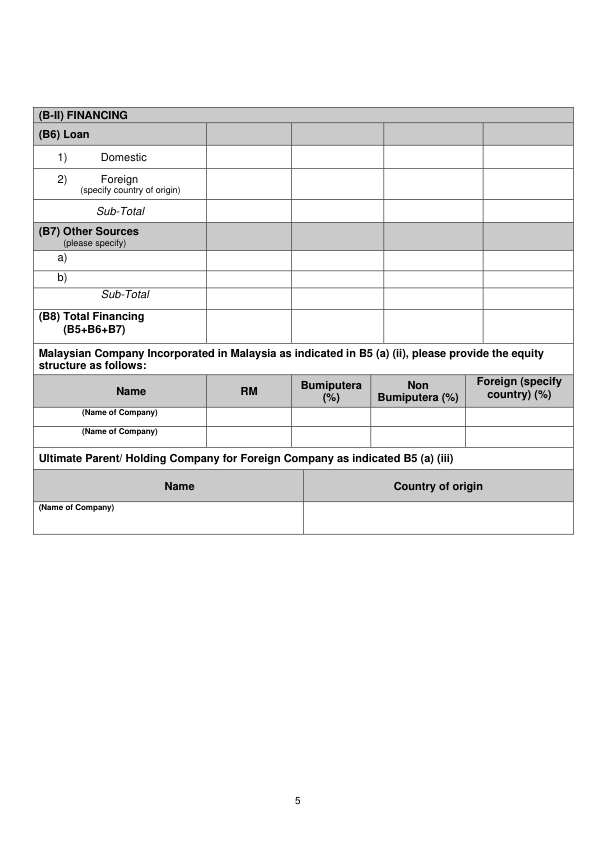 (B-II) FINANCING
(B6) Loan
1) Domestic
2) Foreign
(specify country of origin)
Sub-Total
(B7) Other Sources
(please specify)
a)
b)
Sub-Total
(B8) Total Financing
(B5+B6+B7)
Malaysian Company Incorporated in Malaysia as indicated in B5 (a) (ii), please provide the equity
structure as follows:
Name RM Bumiputera (%) Non Bumiputera (%) Foreign (specify country) (%)
(Name of Company)
(Name of Company)
Ultimate Parent/ Holding Company for Foreign Company as indicated B5 (a) (iii)
Name Country of origin
(Name of Company)
5